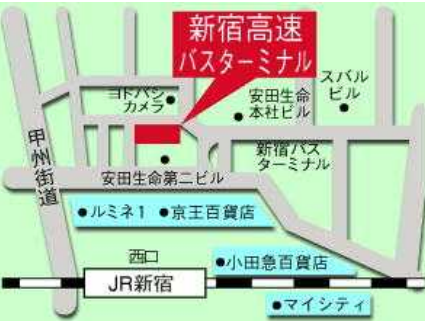 新宿高速
バスターミナル
スバル
ビル
ヨドバシ
カメラ
安田生命
本社ビル
甲州街道
新宿バス
ターミナル
安田生命第二ビル
ルミネ1
京王百貨店
西口
小田急百貨店
JR新宿
マイシティ